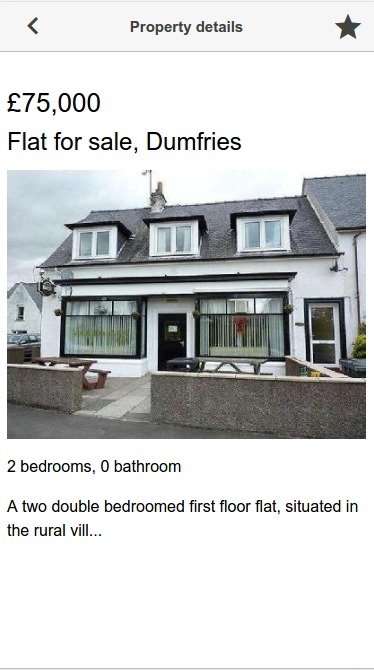 Property details
£75,000
Flat for sale, Dumfries
2 bedrooms, 0 bathroom
A two double bedroomed first floor flat, situated in
the rural vill...